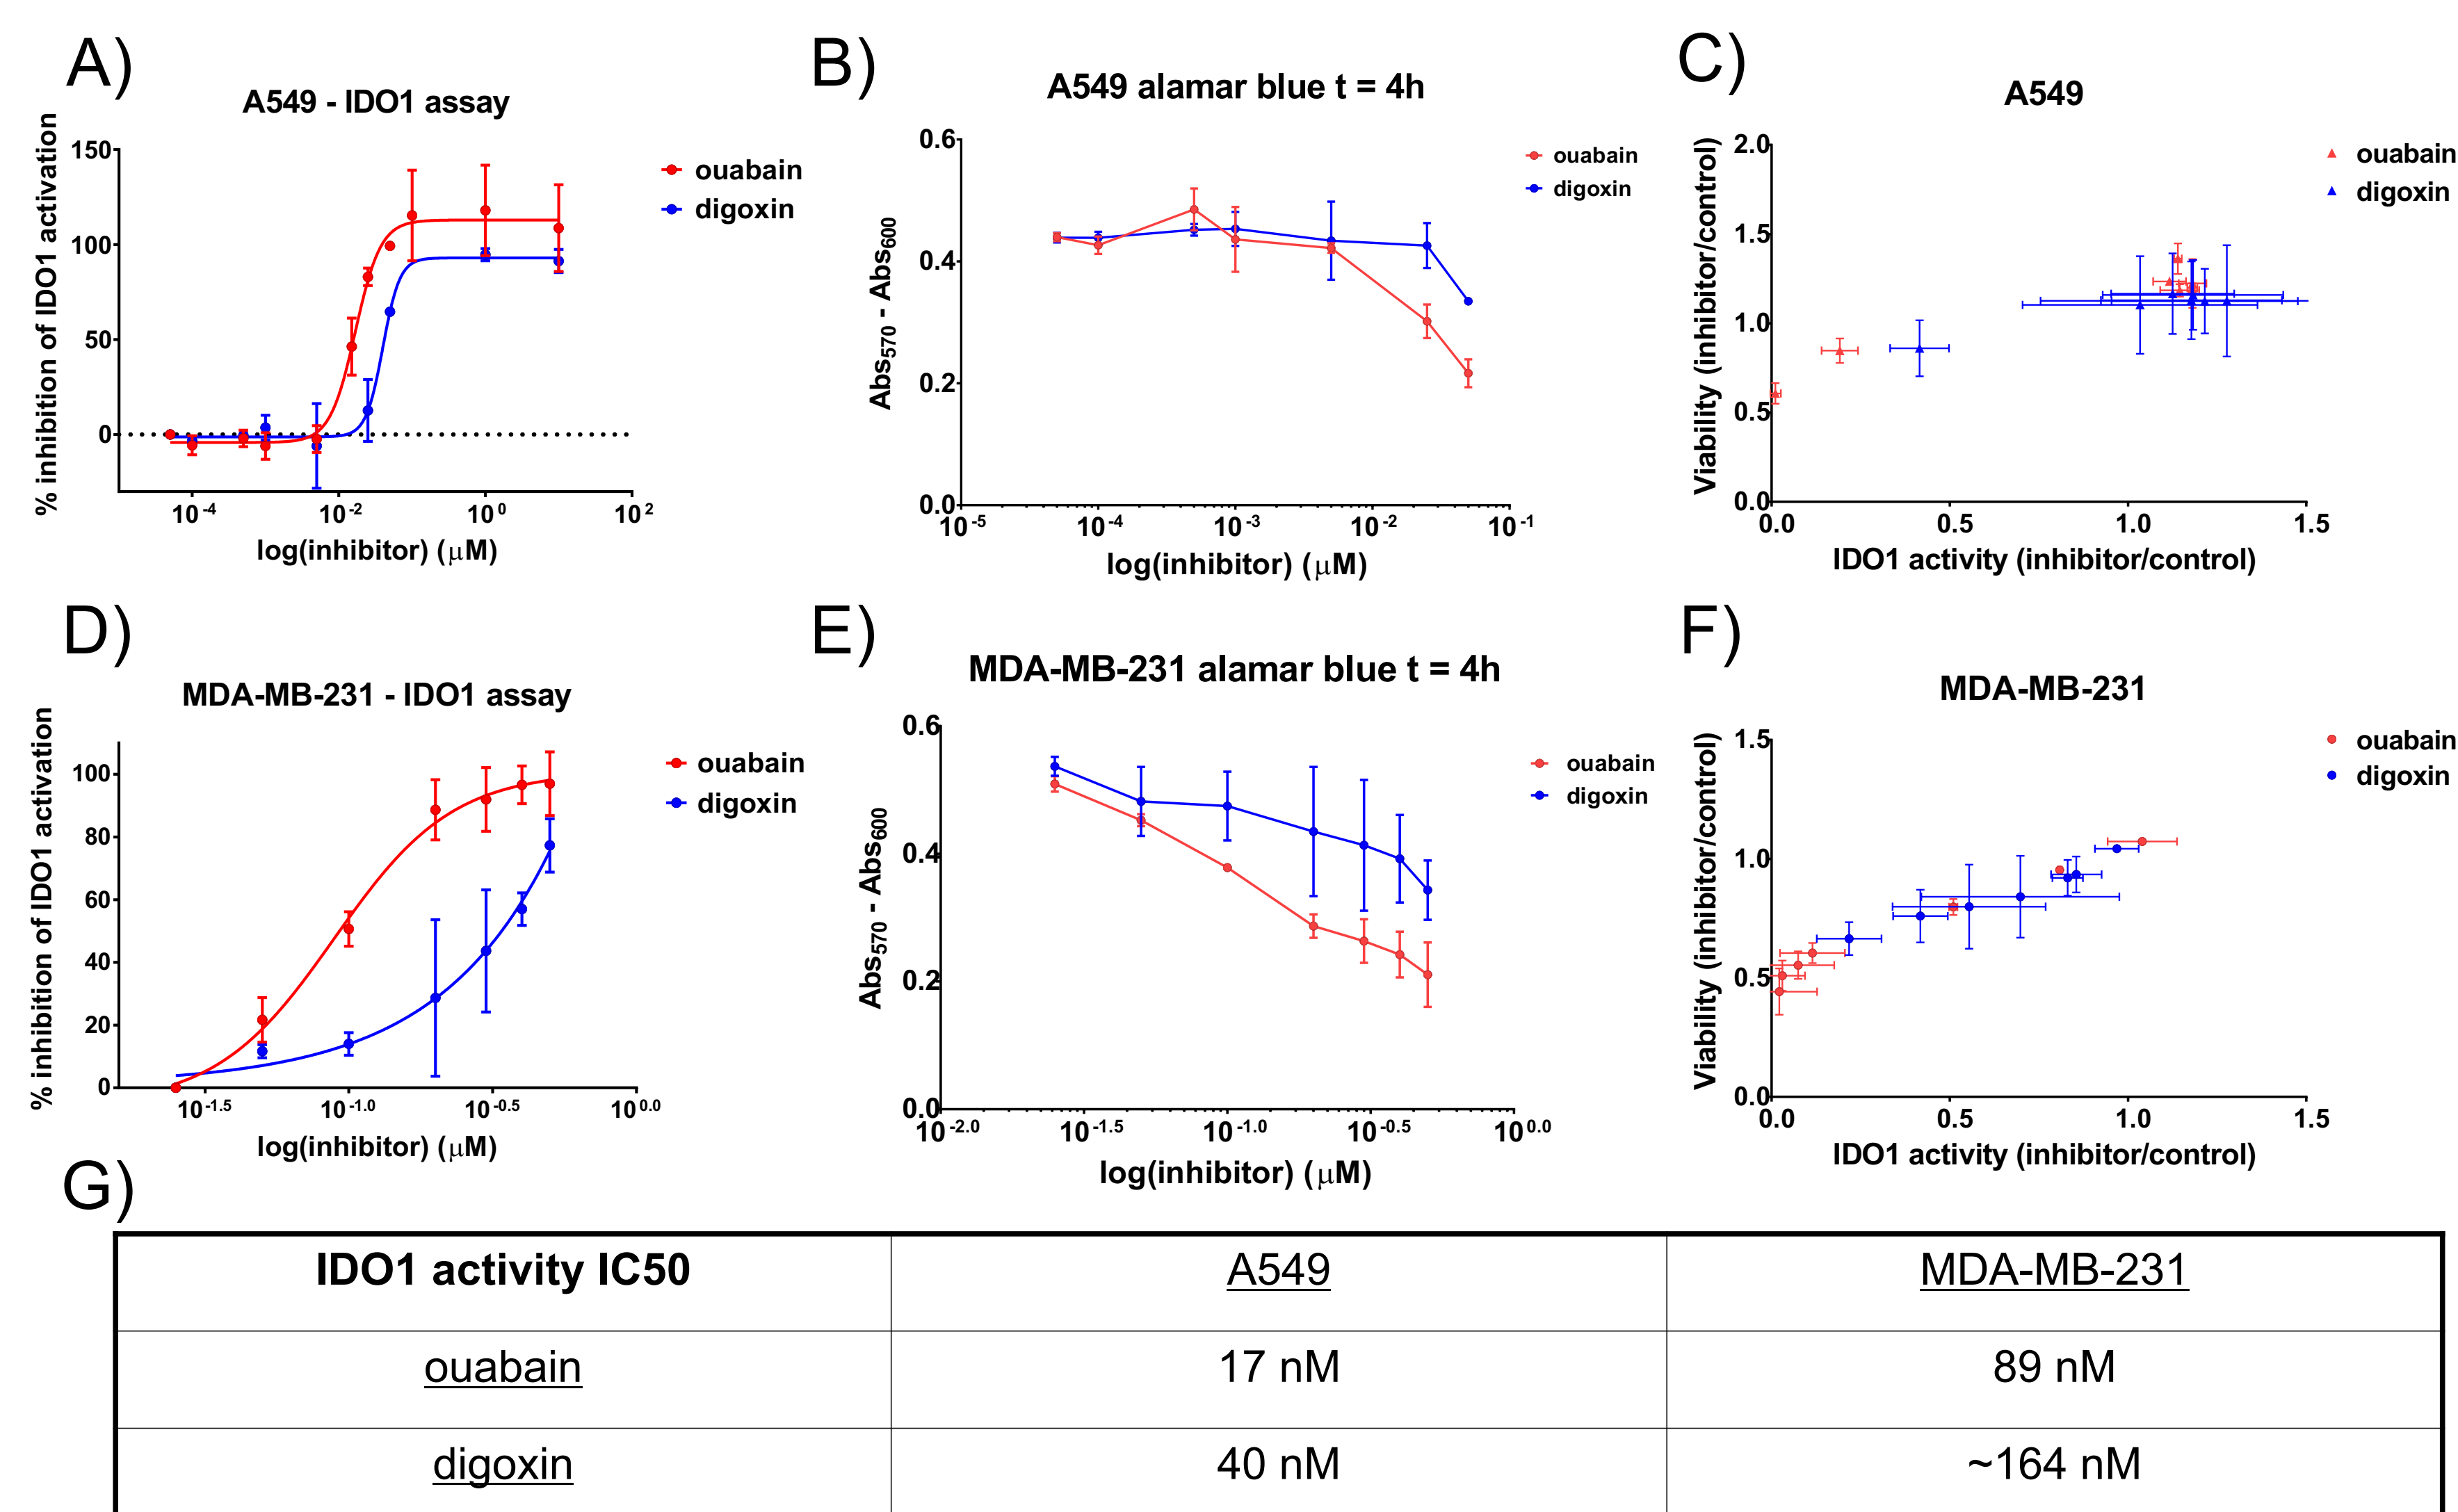 A)
A549 - IDO1 assay
% inhibition of IDO1 activation
150
100
50
0
10-4
10-2
100
102
log(inhibitor) (μM)
ouabain
digoxin
B)
A549 alamar blue t = 4h
Abs570 - Abs600
0.6
0.4
0.2
0.0
10-5
10-4
10-3
10-2
10-1
log(inhibitor) (μM)
ouabain
digoxin
C)
A549
Viability (inhibitor/control)
2.0
1.5
1.0
0.5
0.0
0.0
0.5
1.0
1.5
IDO1 activity (inhibitor/control)
ouabain
digoxin
D)
MDA-MB-231 - IDO1 assay
% inhibition of IDO1 activation
100
80
60
40
20
0
10-1.5
10-1.0
10-0.5
100.0
log(inhibitor) (μM)
ouabain
digoxin
E)
MDA-MB-231 alamar blue t = 4h
Abs570 - Abs600
0.6
0.4
0.2
0.0
10-2.0
10-1.5
10-1.0
10-0.5
100.0
log(inhibitor) (μM)
ouabain
digoxin
F)
MDA-MB-231
Viability (inhibitor/control)
1.5
1.0
0.5
0.0
0.0
0.5
1.0
1.5
IDO1 activity (inhibitor/control)
ouabain
digoxin
G)
IDO1 activity IC50 A549 MDA-MB-231
ouabain 17 nM 89 nM
digoxin 40 nM ~164 nM